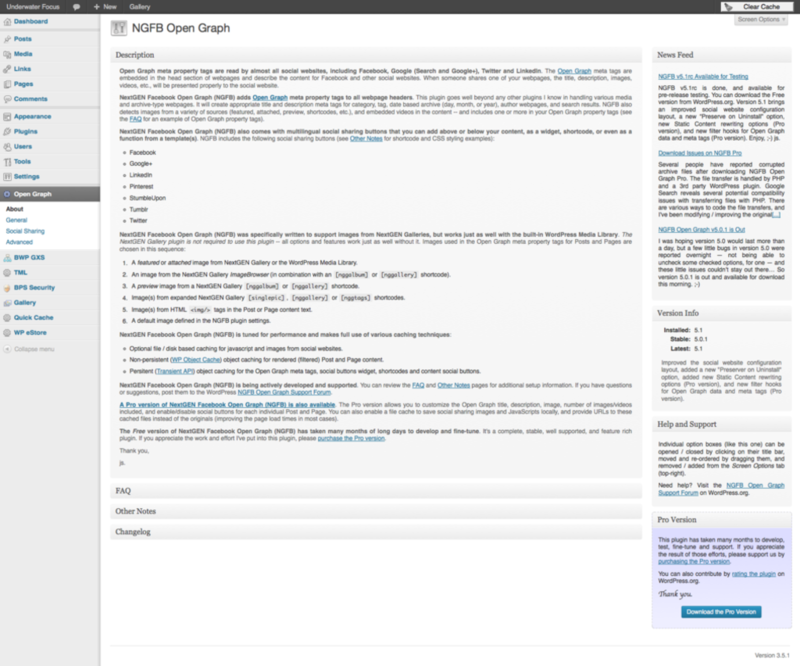 Underwater Focus
+ New
Gallery
Clear Cache
Screen Options
Dashboard
Posts
Media
Links
Pages
Comments
Appearance
Plugins
Users
Tools
Settings
Open Graph
About
General
Social Sharing
Advanced
BWP GXS
TML
BPS Security
Gallery
Quick Cache
WP eStore
Collapse menu
NGFB Open Graph
Description
Open Graph meta property tags are read by almost all social websites, including Facebook, Google (Search and Google+), Twitter and LinkedIn. The Open Graph meta tags are
embedded in the head section of webpages and describe the content for Facebook and other social websites. When someone shares one of your webpages, the title, description, images,
videos, etc., will be presented properly to the social website.
NextGEN Facebook Open Graph (NGFB) adds Open Graph meta property tags to all webpage headers. This plugin goes well beyond any other plugins I know in handling various media
and archive-type webpages. It will create appropriate title and description meta tags for category, tag, date based archive (day, month, or year), author webpages, and search results. NGFB also
detects images from a variety of sources (featured, attached, preview, shortcodes, etc.), and embedded videos in the content -- and includes one or more in your Open Graph property tags (see
the FAQ for an example of Open Graph property tags).
NextGEN Facebook Open Graph (NGFB) also comes with multilingual social sharing buttons that you can add above or below your content, as a widget, shortcode, or even as a
function from a template(s). NGFB includes the following social sharing buttons (see Other Notes for shortcode and CSS styling examples):
• Facebook
• Google+
• LinkedIn
• Pinterest
• StumbleUpon
• Tumblr
• Twitter
NextGEN Facebook Open Graph (NGFB) was specifically written to support images from NextGEN Galleries, but works just as well with the built-in WordPress Media Library. The
NextGEN Gallery plugin is not required to use this plugin -- all options and features work just as well without it. Images used in the Open Graph meta property tags for Posts and Pages are
chosen in this sequence:
1. A featured or attached image from NextGEN Gallery or the WordPress Media Library.
2. An image from the NextGEN Gallery ImageBrowser (in combination with an [nggalbum] or [nggallery] shortcode).
3. A preview image from a NextGEN Gallery [nggalbum] or [nggallery] shortcode.
4. Image(s) from expanded NextGEN Gallery [singlepic], [nggallery] or [nggtags] shortcodes.
5. Image(s) from HTML <img/> tags in the Post or Page content text.
6. A default image defined in the NGFB plugin settings.
NextGEN Facebook Open Graph (NGFB) is tuned for performance and makes full use of various caching techniques:
• Optional file / disk based caching for javascript and images from social websites.
• Non-persistent (WP Object Cache) object caching for rendered (filtered) Post and Page content.
• Persitent (Transient API) object caching for the Open Graph meta tags, social buttons widget, shortcodes and content social buttons.
NextGEN Facebook Open Graph (NGFB) is being actively developed and supported. You can review the FAQ and Other Notes pages for additional setup information. If you have questions
or suggestions, post them to the WordPress NGFB Open Graph Support Forum.
A Pro version of NextGEN Facebook Open Graph (NGFB) is also available. The Pro version allows you to customize the Open Graph title, description, image, number of images/videos
included, and enable/disable social buttons for each individual Post and Page. You can also enable a file cache to save social sharing images and JavaScripts locally, and provide URLs to these
cached files instead of the originals (improving the page load times in most cases).
The Free version of NextGEN Facebook Open Graph (NGFB) has taken many months of long days to develop and fine-tune. It's a complete, stable, well supported, and feature rich
plugin. If you appreciate the work and effort I've put into this plugin, please purchase the Pro version.
Thank you,
js.
FAQ
Other Notes
Changelog
News Feed
NGFB v5.1rc Available for Testing
NGFB v5.1rc is done, and available for
pre-release testing. You can download the Free
version from WordPress.org. Version 5.1 brings
an improved social website configuration
layout, a new "Preserve on Uninstall" option,
new Static Content rewriting options (Pro
version), and new filter hooks for Open Graph
data and meta tags (Pro version). Enjoy. :) js.
Download Issues on NGFB Pro
Several people have reported corrupted
archive files after downloading NGFB Open
Graph Pro. The file transfer is handled by PHP
and a 3rd party WordPress plugin. Google
Search reveals several potential compatibility
issues with transferring files with PHP. There
are various ways to code the file transfers, and
I've been modifying / improving the original[...]
NGFB Open Graph v5.0.1 is Out
I was hoping version 5.0 would last more than
a day, but a few little bugs in version 5.0 were
reported overnight — not being able to
uncheck some checked options, for one — and
these little issues couldn't stay out there... So
version 5.0.1 is out and available for download
this morning. :-)
Version Info
Installed: 5.1
Stable: 5.0.1
Latest: 5.1
Improved the social website configuration
layout, added a new "Preserver on Uninstall"
option, added new Static Content rewriting
options (Pro version), and new filter hooks for
Open Graph data and meta tags (Pro
version).
Help and Support
Individual option boxes (like this one) can be
opened / closed by clicking on their title bar,
moved and re-ordered by dragging them, and
removed / added from the Screen Options tab
(top-right).
Need help? Visit the NGFB Open Graph
Support Forum on WordPress.org.
Pro Version
This plugin has taken many months to develop,
test, fine-tune and support. If you appreciate
the result of those efforts, please support us by
purchasing the Pro version.
You can also contribute by rating the plugin on
WordPress.org.
Thank you.
Download the Pro Version
Version 3.5.1